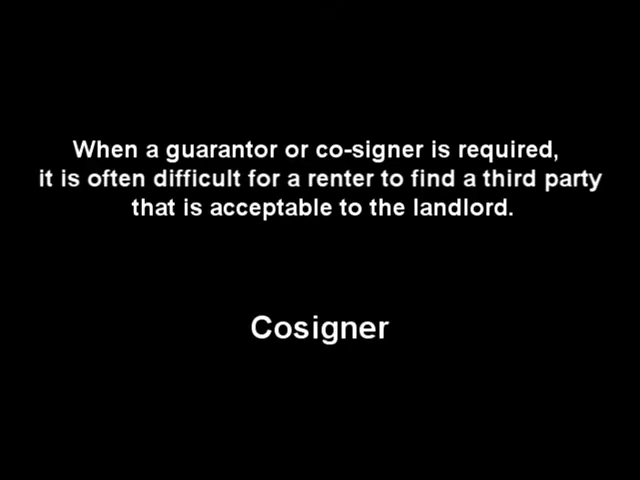 When a guarantor or co-signer is required,
it is often difficult for a renter to find a third party
that is acceptable to the landlord.
Cosigner